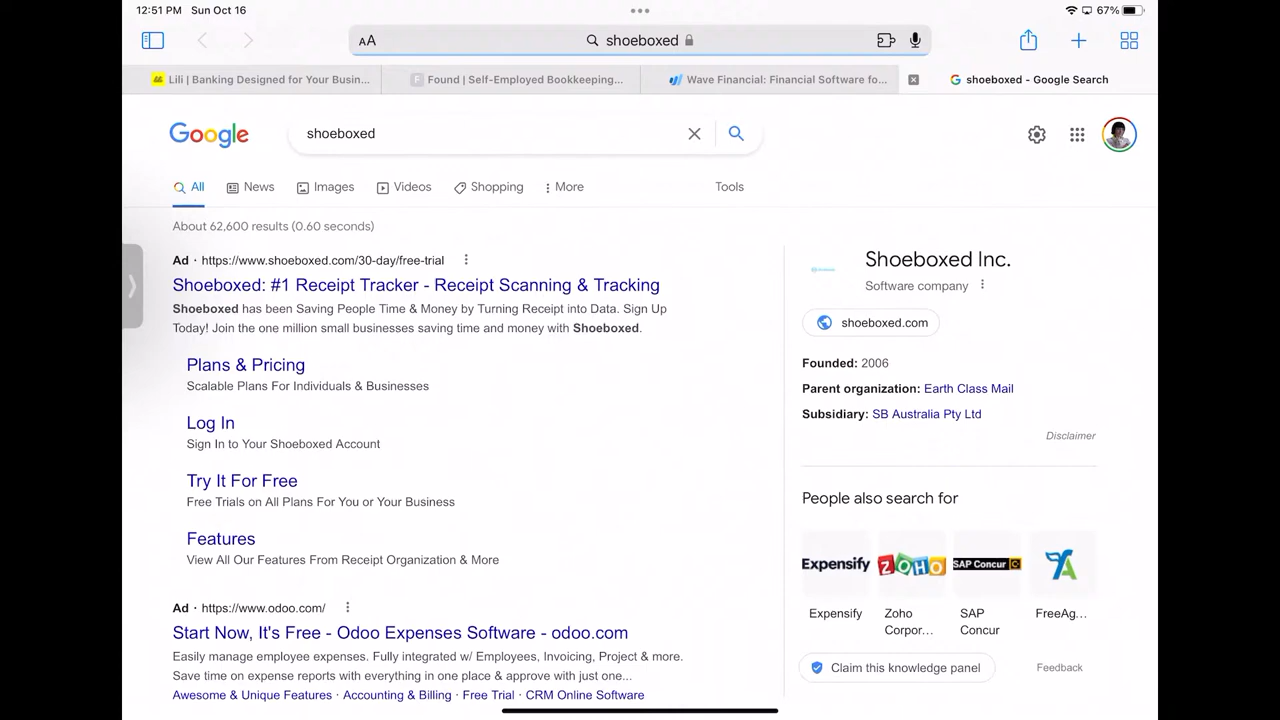 12:51 PM Sun Oct 16
67%
AA shoeboxed
Lili | Banking Designed for Your Busin...
Found | Self-Employed Bookkeeping...
Wave Financial: Financial Software fo...
shoeboxed - Google Search
Google
shoeboxed
All News Images Videos Shopping More Tools
About 62,600 results (0.60 seconds)
Ad · https://www.shoeboxed.com/30-day/free-trial
Shoeboxed: #1 Receipt Tracker - Receipt Scanning & Tracking
Shoeboxed has been Saving People Time & Money by Turning Receipt into Data. Sign Up
Today! Join the one million small businesses saving time and money with Shoeboxed.
Plans & Pricing
Scalable Plans For Individuals & Businesses
Log In
Sign In to Your Shoeboxed Account
Try It For Free
Free Trials on All Plans For You or Your Business
Features
View All Our Features From Receipt Organization & More
Ad · https://www.odoo.com/
Start Now, It's Free - Odoo Expenses Software - odoo.com
Easily manage employee expenses. Fully integrated w/ Employees, Invoicing, Project & more.
Save time on expense reports with everything in one place & approve with just one...
Awesome & Unique Features · Accounting & Billing · Free Trial · CRM Online Software
Shoeboxed Inc.
Software company
shoeboxed.com
Founded: 2006
Parent organization: Earth Class Mail
Subsidiary: SB Australia Pty Ltd
Disclaimer
People also search for
Expensify ZOHO SAP Concur C
Expensify
Zoho
Corpor...
SAP
Concur
FreeAg...
Claim this knowledge panel
Feedback